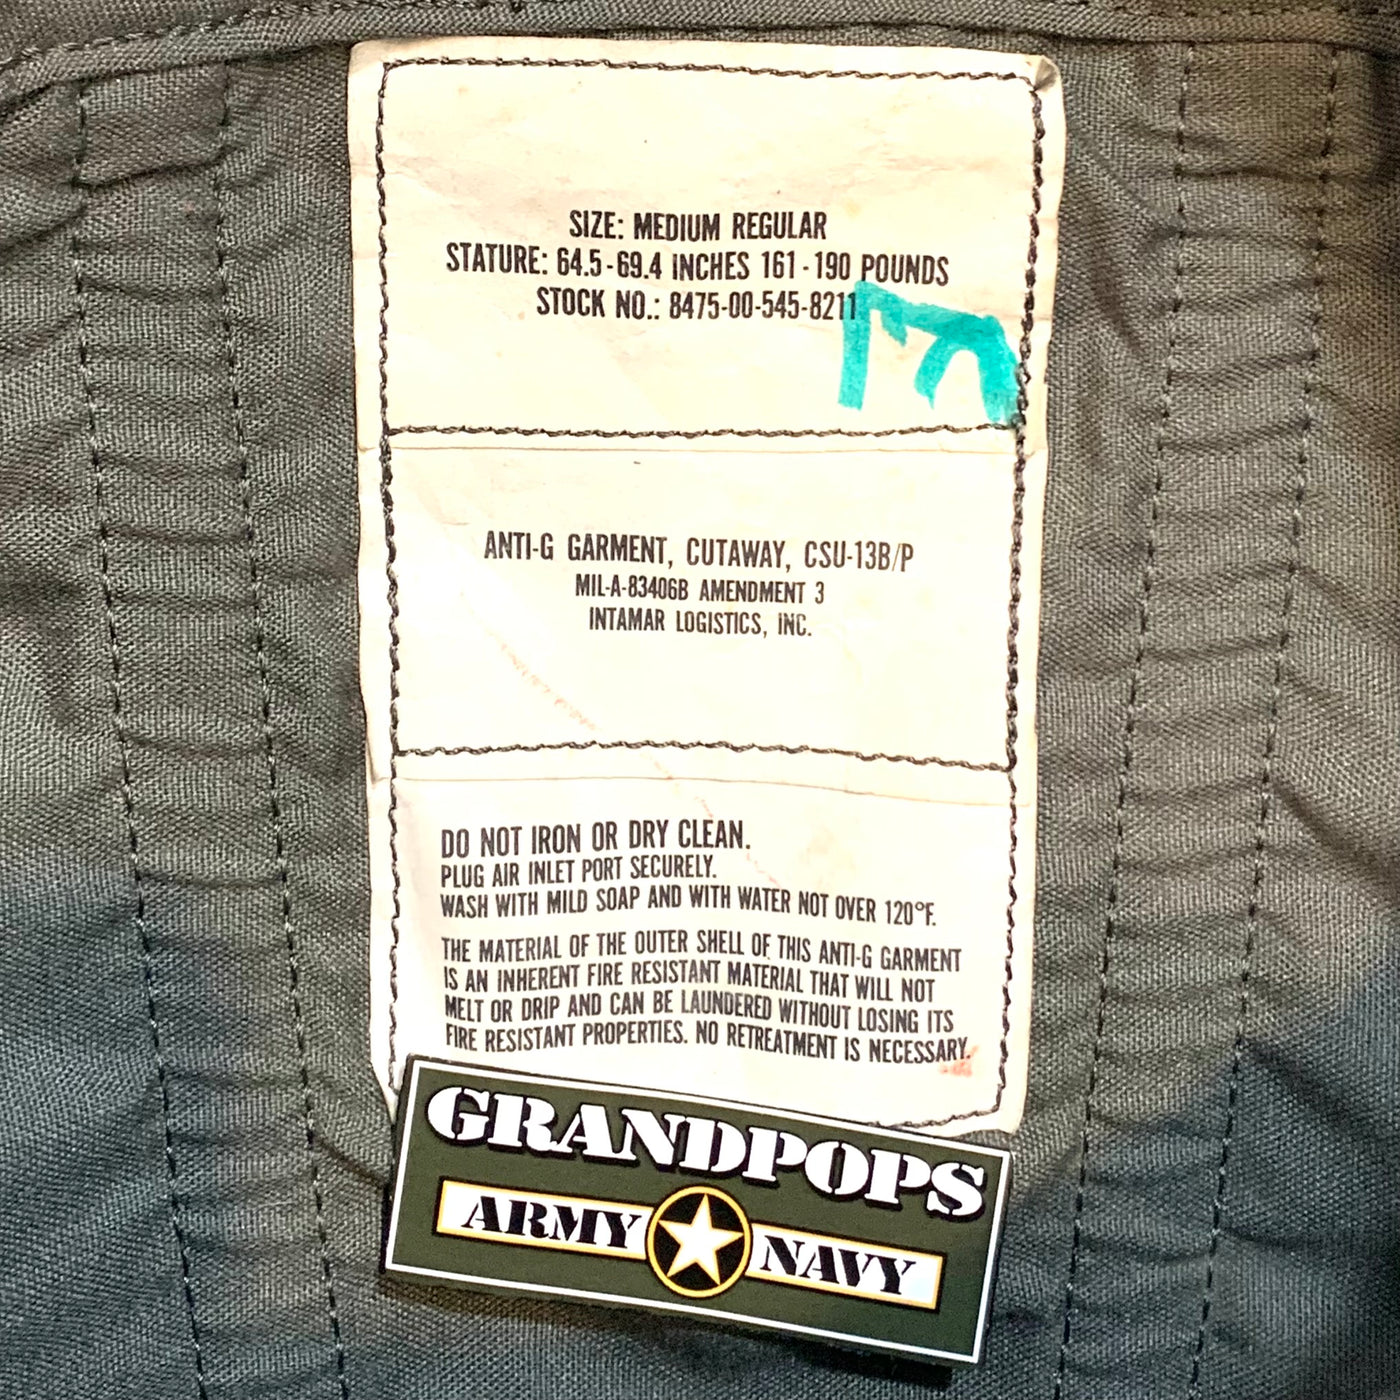 SIZE: MEDIUM REGULAR
STATURE: 64.5-69.4 INCHES 161-190 POUNDS
STOCK NO.: 8475-00-545-8211
ANTI-G GARMENT, CUTAWAY, CSU-13B/P
MIL-A-83406B AMENDMENT 3
INTAMAR LOGISTICS, INC.
DO NOT IRON OR DRY CLEAN.
PLUG AIR INLET PORT SECURELY.
WASH WITH MILD SOAP AND WITH WATER NOT OVER 120°F.
THE MATERIAL OF THE OUTER SHELL OF THIS ANTI-G GARMENT
IS AN INHERENT FIRE RESISTANT MATERIAL THAT WILL NOT
MELT OR DRIP AND CAN BE LAUNDERED WITHOUT LOSING ITS
FIRE RESISTANT PROPERTIES. NO RETREATMENT IS NECESSARY.
GRANDPOPS
ARMY NAVY